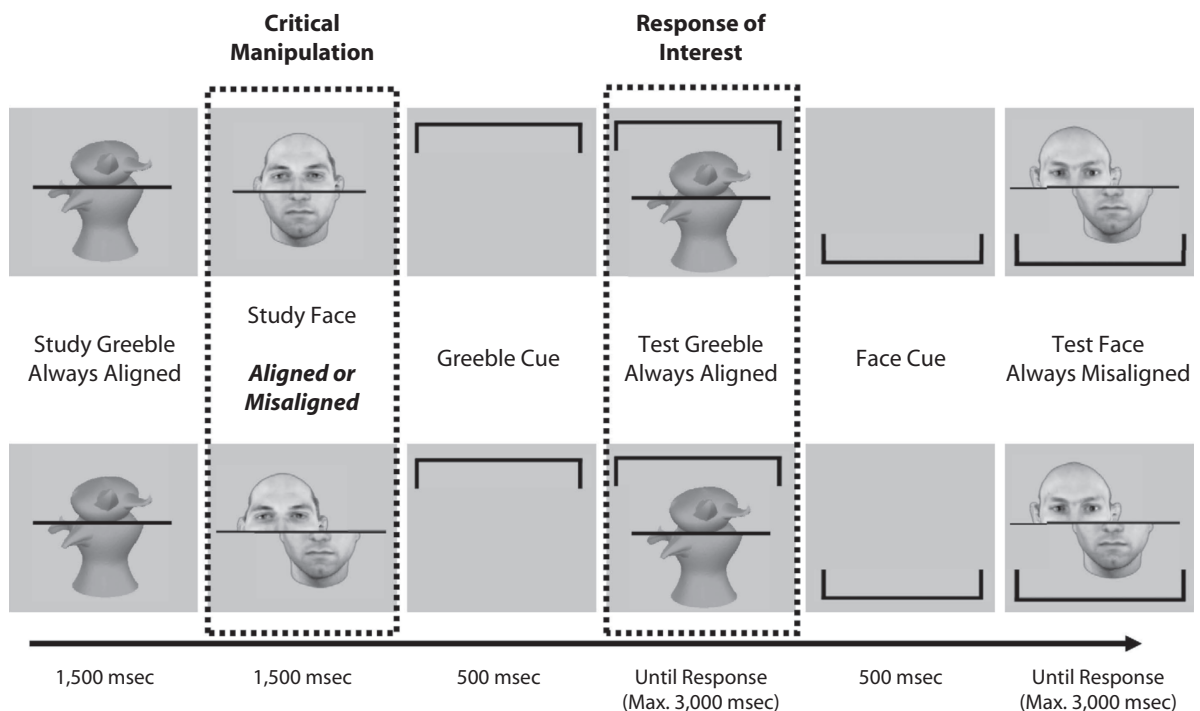 Critical
Manipulation
Response of
Interest
Study Greeble
Always Aligned
Study Face
Aligned or
Misaligned
Greeble Cue
Test Greeble
Always Aligned
Face Cue
Test Face
Always Misaligned
1,500 msec
1,500 msec
500 msec
Until Response
(Max. 3,000 msec)
500 msec
Until Response
(Max. 3,000 msec)